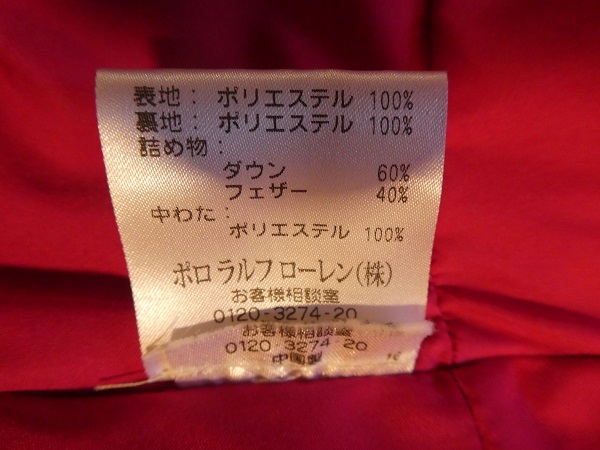 表地： ポリエステル 100%
裏地： ポリエステル 100%
詰め物：
ダウン 60%
フェザー 40%
中わた：
ポリエステル 100%
ポロ ラルフ ローレン(株)
お客様相談室
0120-3274-20
お客様相談室
0120-3274-20
中国製